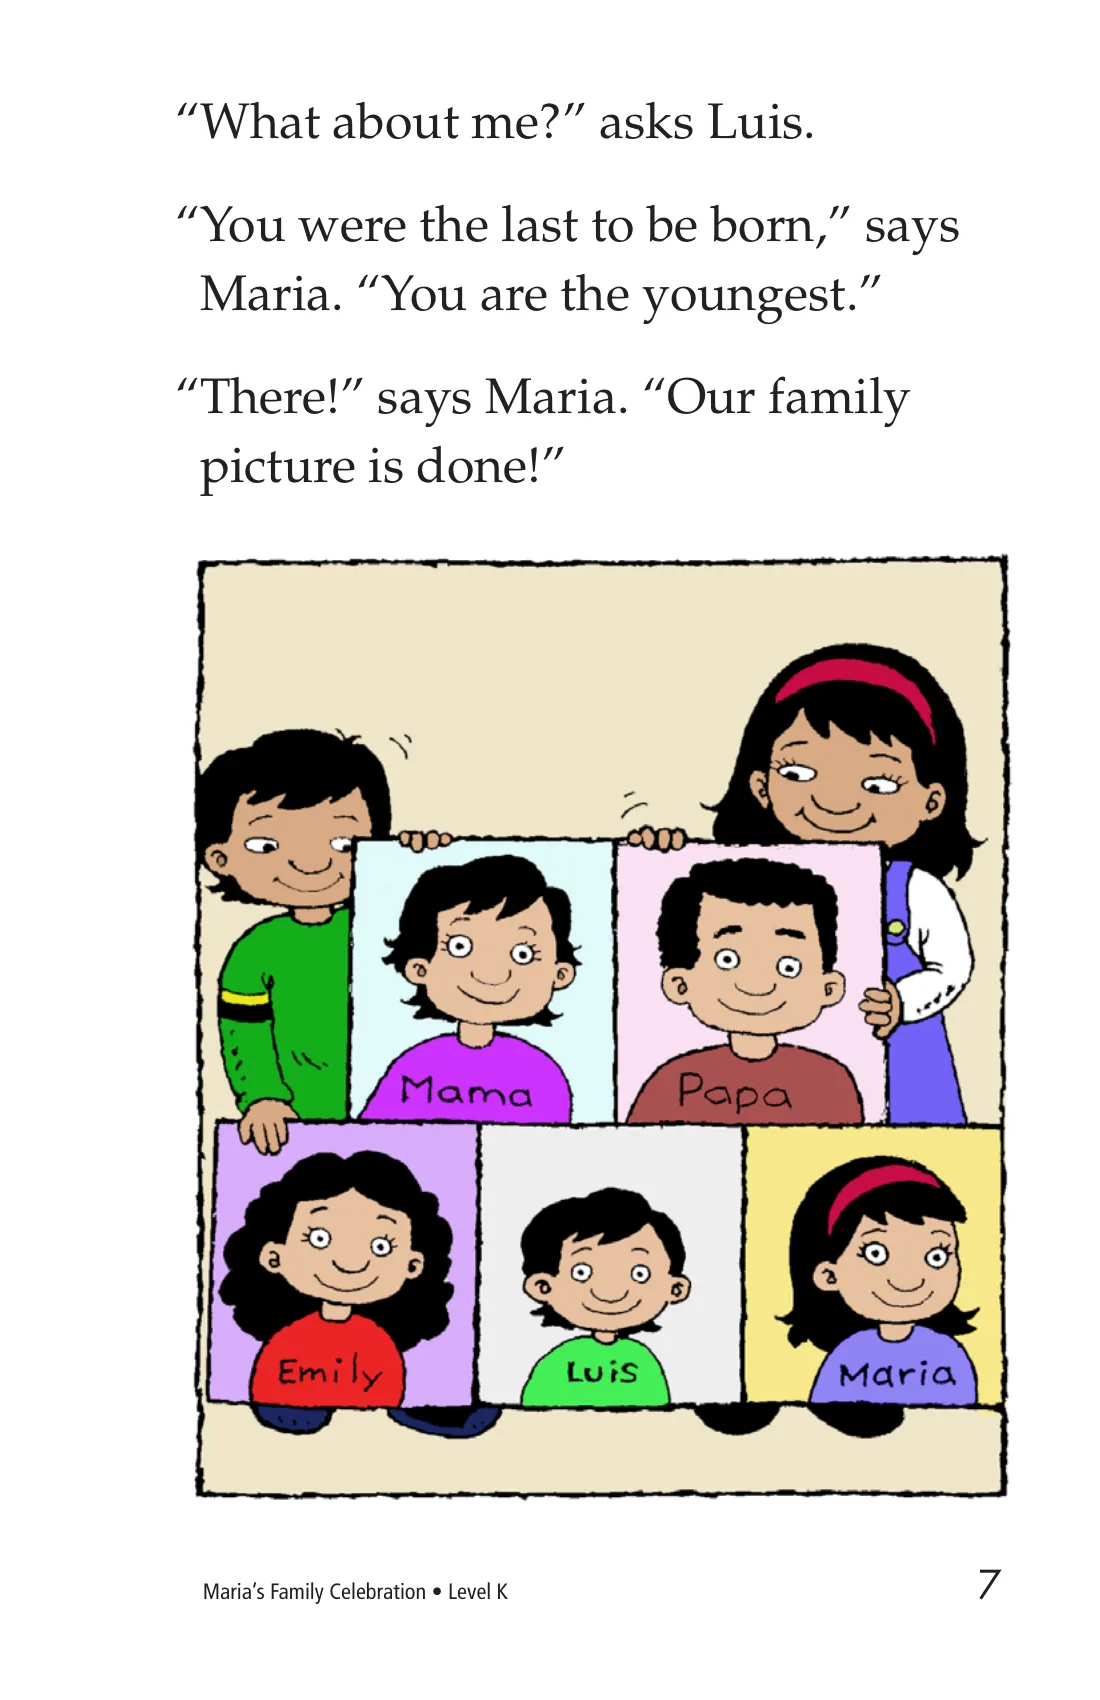 “What about me?” asks Luis.
“You were the last to be born,” says
Maria. “You are the youngest.”
“There!” says Maria. “Our family
picture is done!”
Mama
Papa
Emily
Luis
Maria
Maria’s Family Celebration • Level K
7